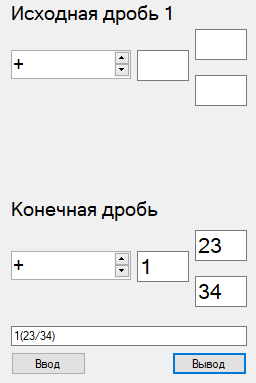 Исходная дробь 1
+
Конечная дробь
+
1
23
34
1(23/34)
Ввод Вывод